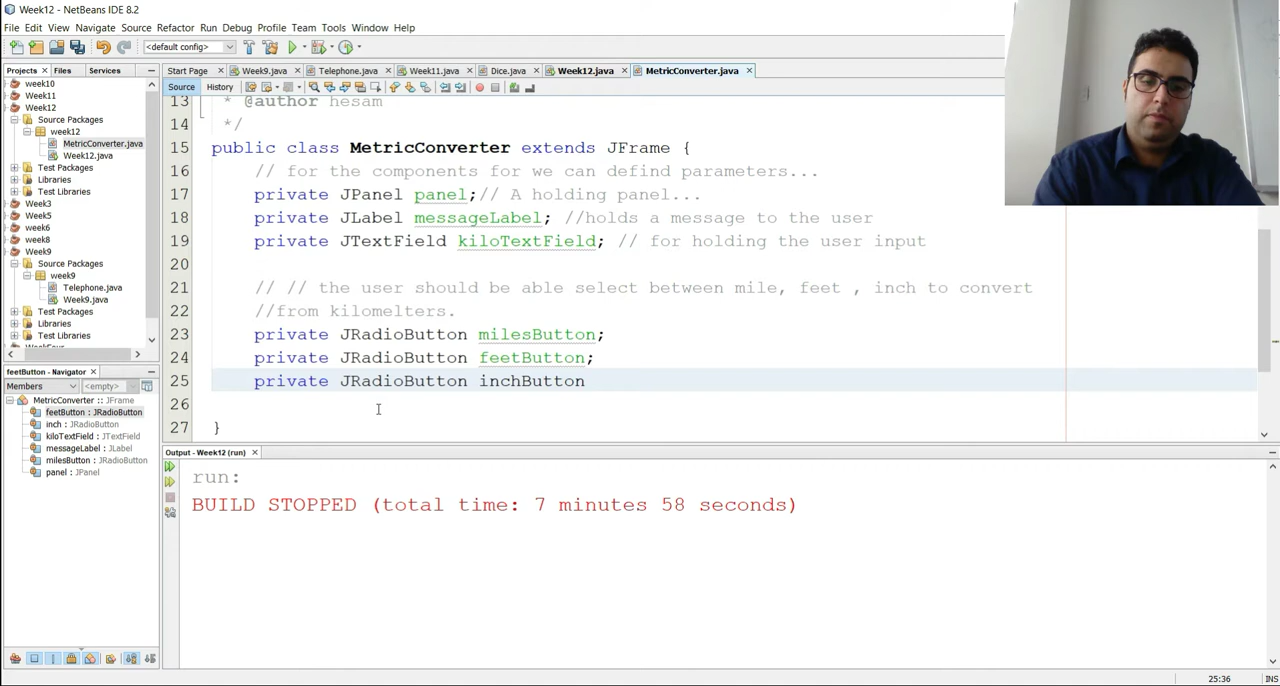 Week12 - NetBeans IDE 8.2
File Edit View Navigate Source Refactor Run Debug Profile Team Tools Window Help
<default config>
Projects Files Services
Start Page Week9.java Telephone.java Week11.java Dice.java Week12.java MetricConverter.java
Source History
week10
Week11
Week12
Source Packages
week12
MetricConverter.java
Week12.java
Test Packages
Libraries
Test Libraries
Week3
Week5
week6
week8
Week9
Source Packages
week9
Telephone.java
Week9.java
Test Packages
Libraries
Test Libraries
13 * @author hesam
14 */
15 public class MetricConverter extends JFrame {
16 // for the components for we can defind parameters...
17 private JPanel panel;// A holding panel...
18 private JLabel messageLabel; //holds a message to the user
19 private JTextField kiloTextField; // for holding the user input
20
21 // // the user should be able select between mile, feet , inch to convert
22 //from kilomelters.
23 private JRadioButton milesButton;
24 private JRadioButton feetButton;
25 private JRadioButton inchButton
26
27 }
feetButton - Navigator
Members <empty>
MetricConverter :: JFrame
feetButton : JRadioButton
inch : JRadioButton
kiloTextField : JTextField
messageLabel : JLabel
milesButton : JRadioButton
panel : JPanel
Output - Week12 (run)
run:
BUILD STOPPED (total time: 7 minutes 58 seconds)
25:36 INS